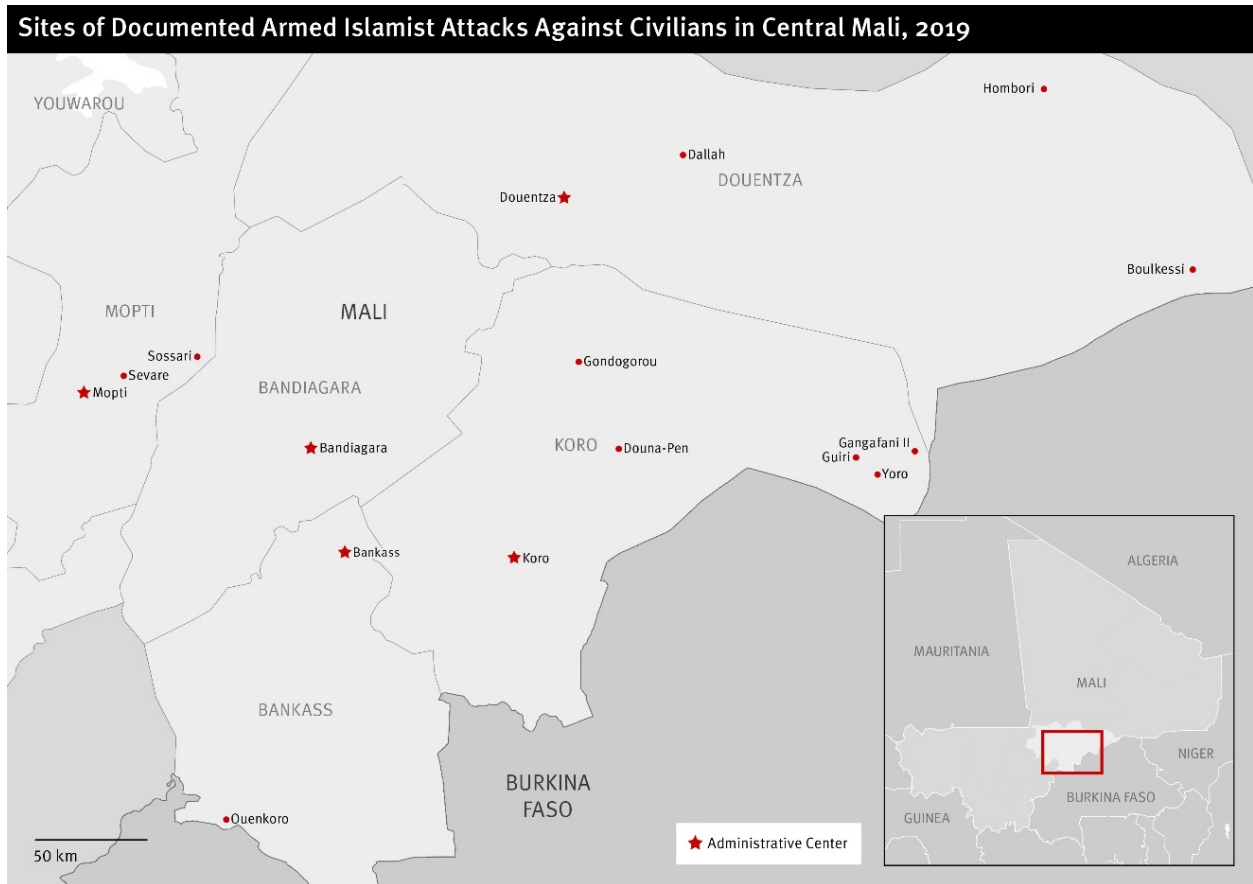 Sites of Documented Armed Islamist Attacks Against Civilians in Central Mali, 2019
YOUWAROU
Hombori
Dallah
DOUENTZA
Douentza
Boulkessi
MOPTI
MALI
Sossari
Sevare
Mopti
Gondogorou
BANDIAGARA
Bandiagara
KORO
Douna-Pen
Gangafani II
Guiri
Yoro
Bankass
Koro
BANKASS
BURKINA
FASO
Ouenkoro
50 km
Administrative Center
ALGERIA
MAURITANIA
MALI
NIGER
BURKINA FASO
GUINEA